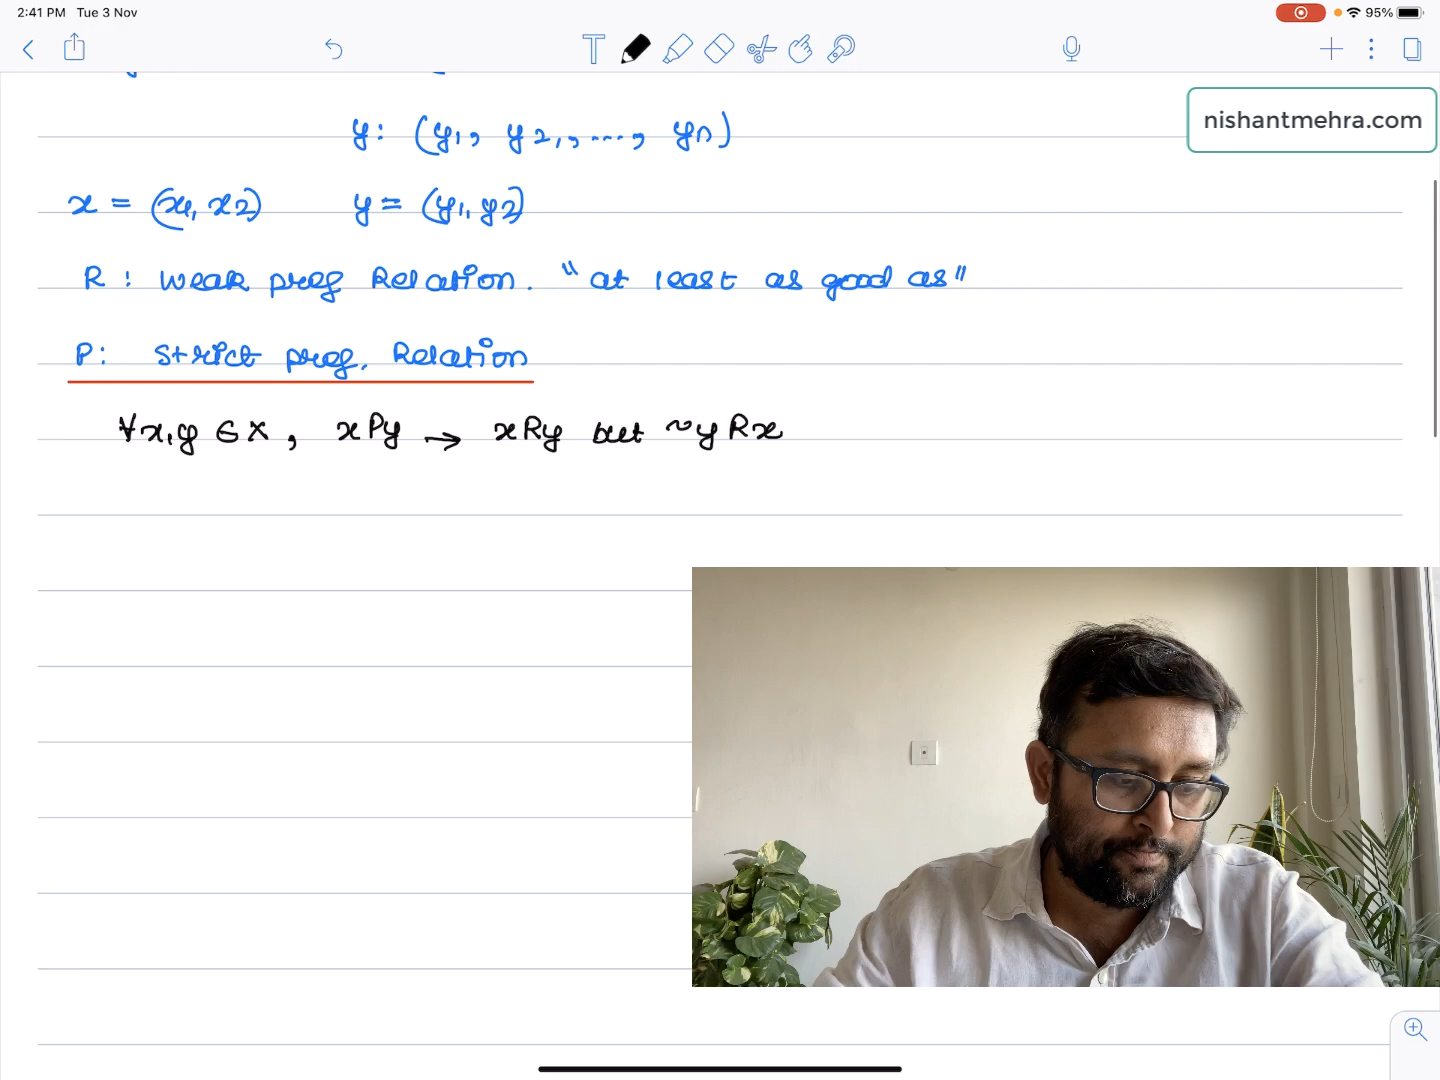 2:41 PM Tue 3 Nov
95%
T
nishantmehra.com
y: (y1, y2,, ...., yn)
x = (x1, x2) y = (y1, y2)
R: Weak pref Relation. "at least as good as"
P: Strict pref. Relation
∀x,y ∈ X, xPy → xRy but ~yRx